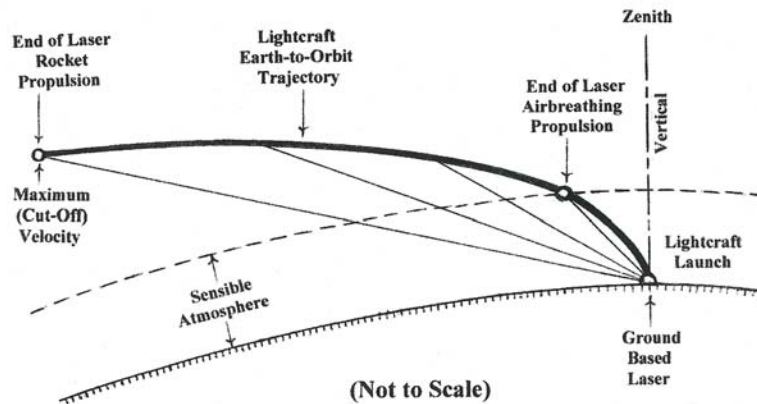 Zenith
End of Laser
Rocket
Propulsion
Lightcraft
Earth-to-Orbit
Trajectory
End of Laser
Airbreathing
Propulsion
Vertical
Maximum
(Cut-Off)
Velocity
Lightcraft
Launch
Sensible
Atmosphere
Ground
Based
Laser
(Not to Scale)